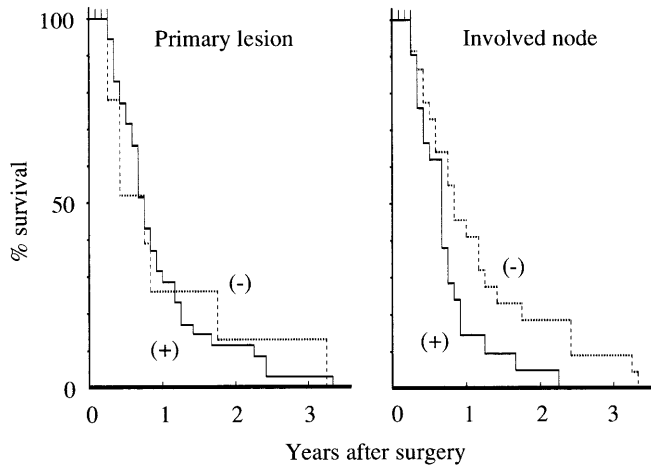 100
Primary lesion
Involved node
50
% survival
(-)
(-)
(+)
(+)
0
0 1 2 3
0 1 2 3
Years after surgery